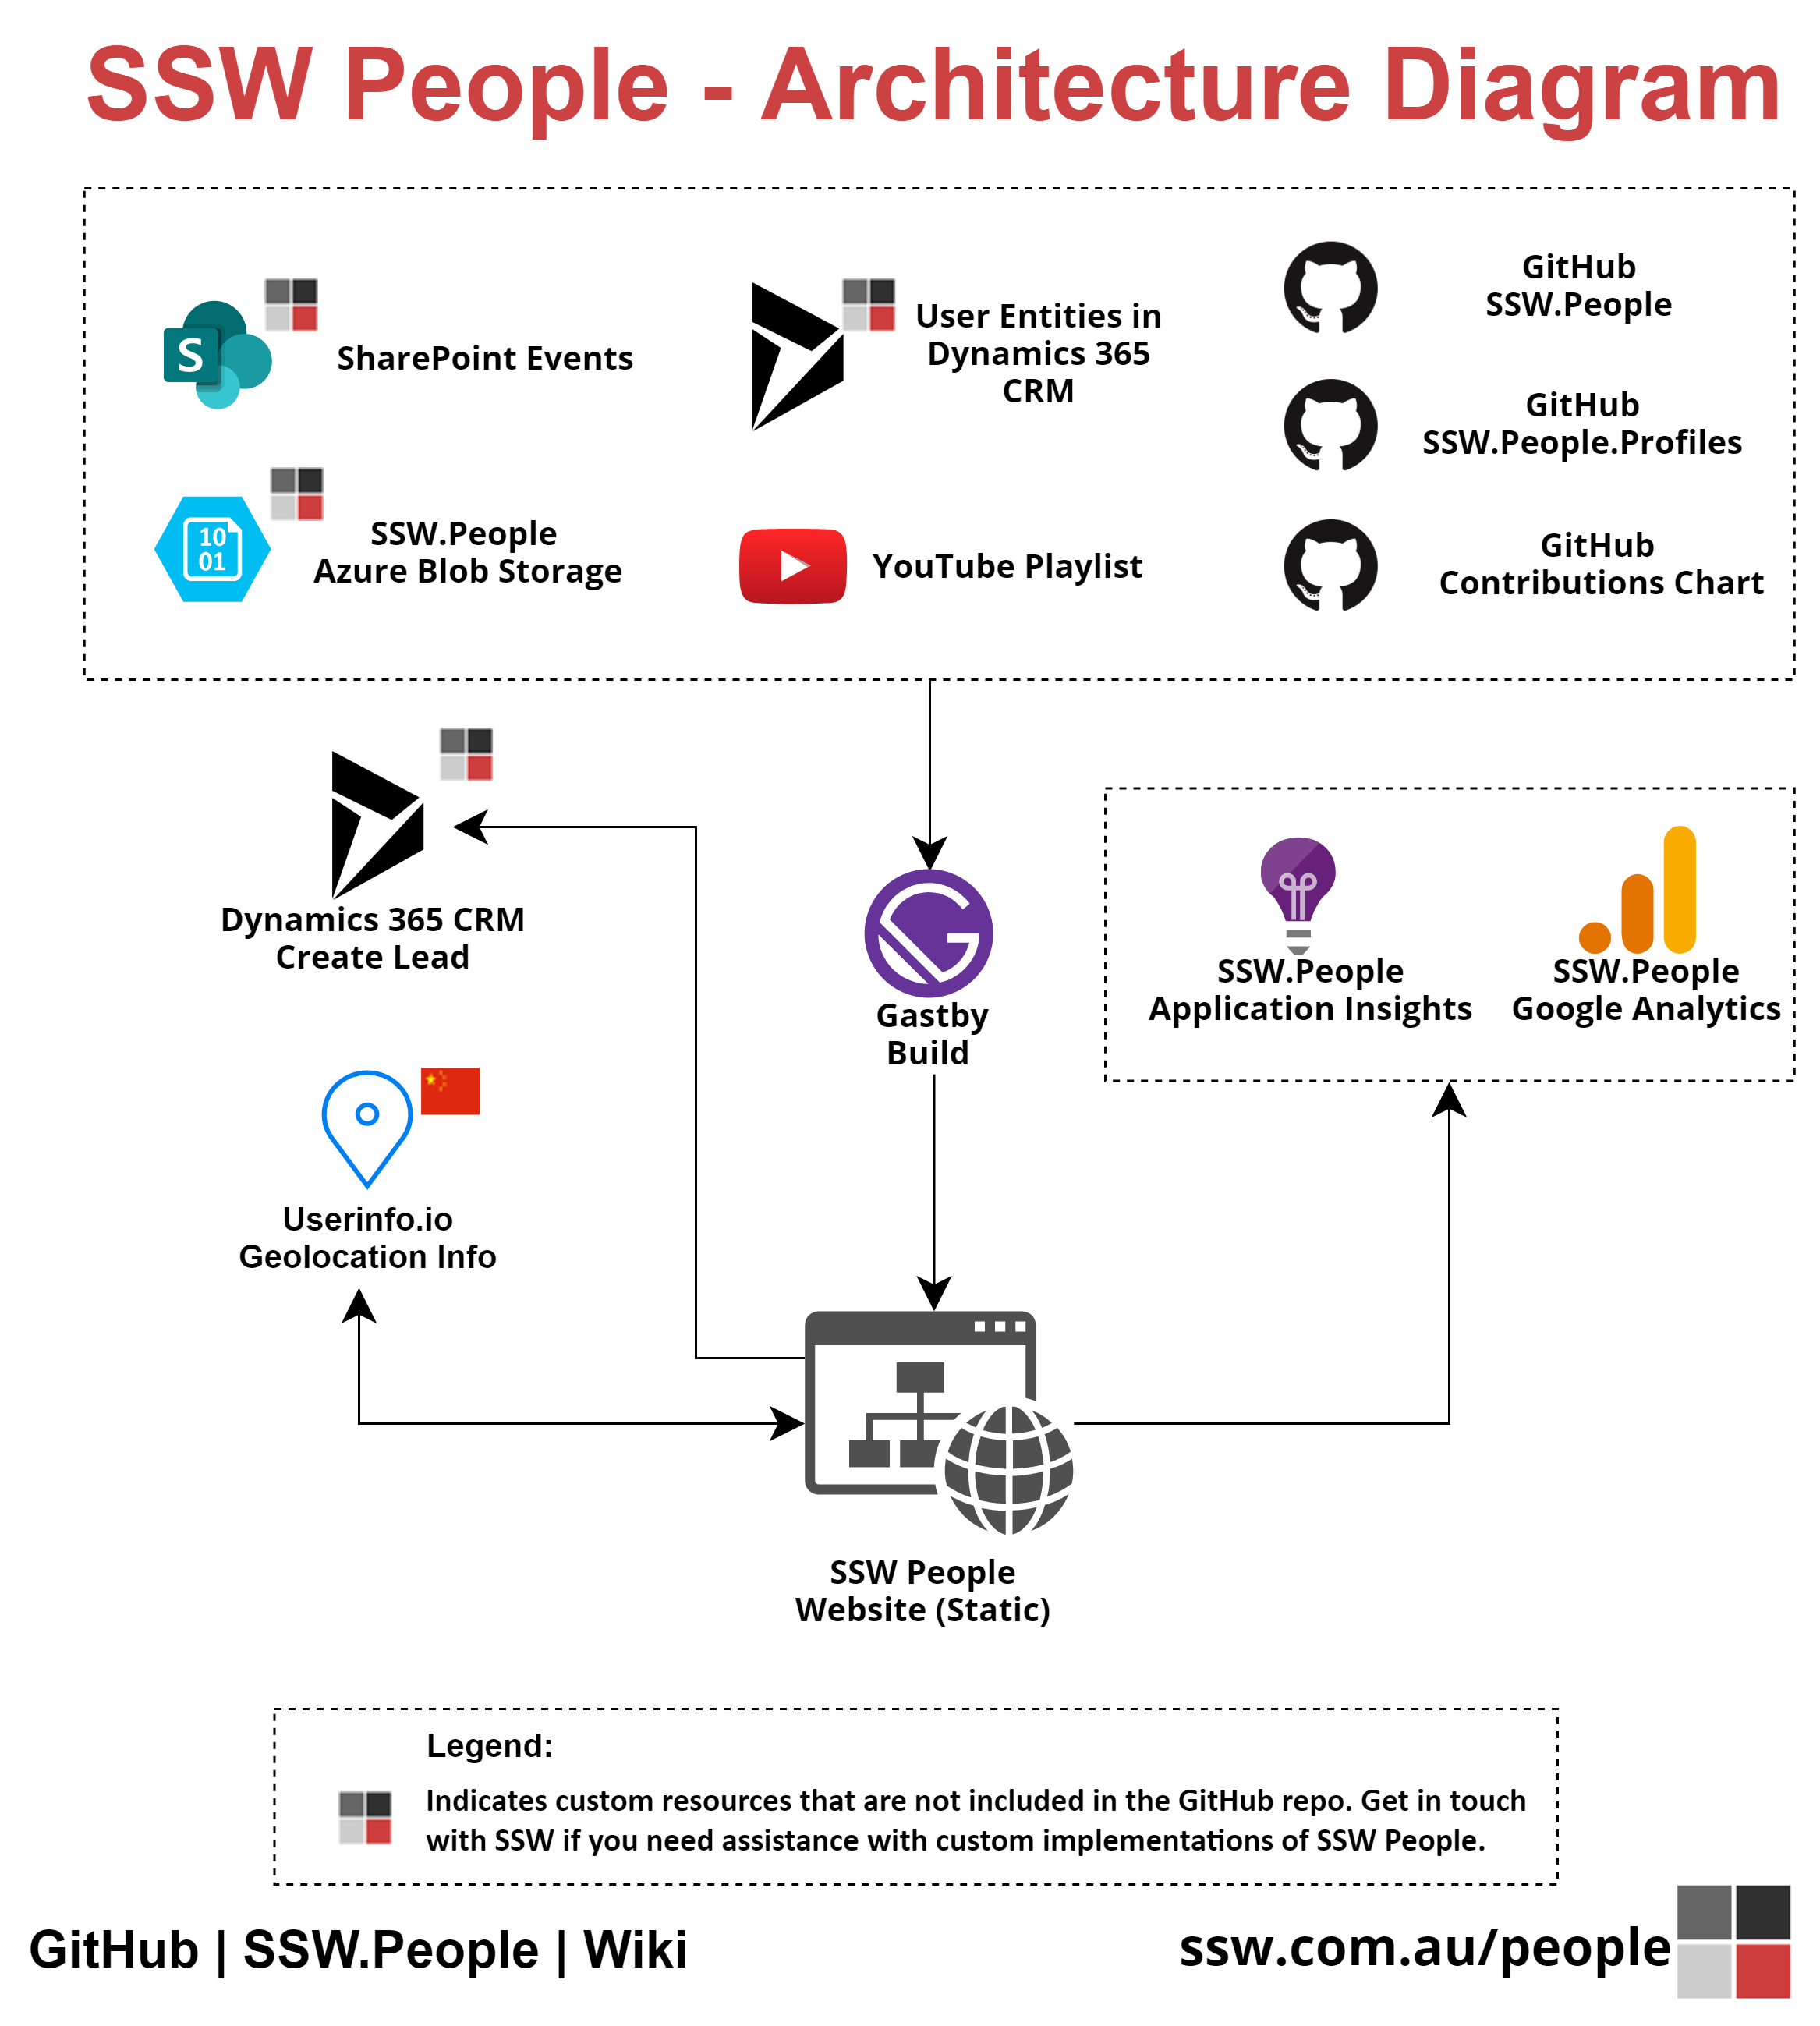 SSW People - Architecture Diagram
SharePoint Events
User Entities in
Dynamics 365
CRM
GitHub
SSW.People
GitHub
SSW.People.Profiles
S
10
01
SSW.People
Azure Blob Storage
YouTube Playlist
GitHub
Contributions Chart
Dynamics 365 CRM
Create Lead
Gastby
Build
SSW.People
Application Insights
SSW.People
Google Analytics
Userinfo.io
Geolocation Info
SSW People
Website (Static)
Legend:
Indicates custom resources that are not included in the GitHub repo. Get in touch
with SSW if you need assistance with custom implementations of SSW People.
GitHub | SSW.People | Wiki
ssw.com.au/people